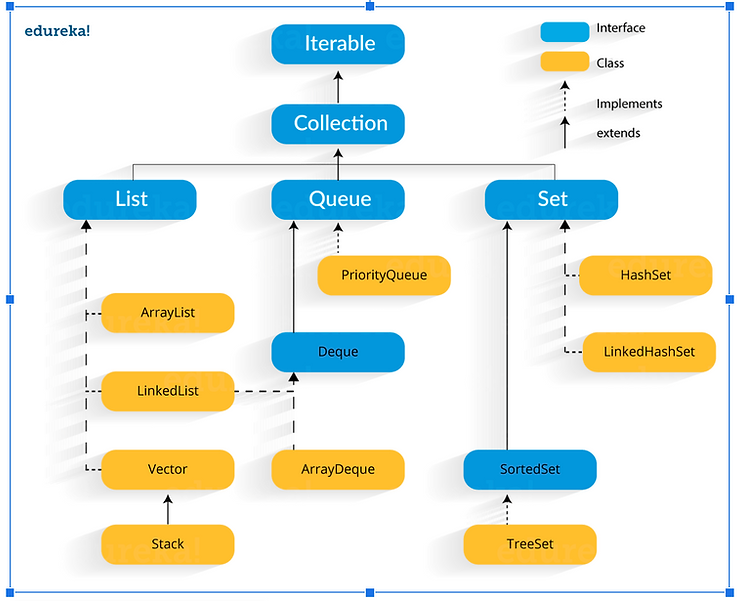 edureka!
Iterable
Interface
Class
Implements
extends
Collection
List
Queue
Set
PriorityQueue
HashSet
ArrayList
Deque
LinkedHashSet
LinkedList
Vector
ArrayDeque
SortedSet
Stack
TreeSet